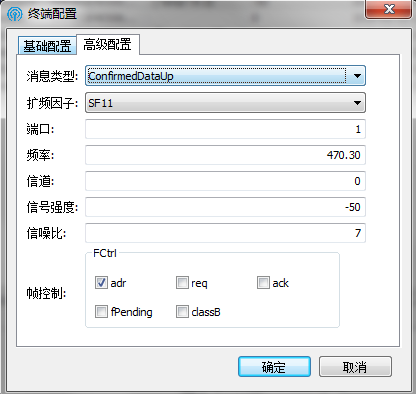 终端配置
基础配置 高级配置
消息类型: ConfirmedDataUp
扩频因子: SF11
端口: 1
频率: 470.30
信道: 0
信号强度: -50
信噪比: 7
FCtrl
adr req ack
帧控制:
fPending classB
确定 取消